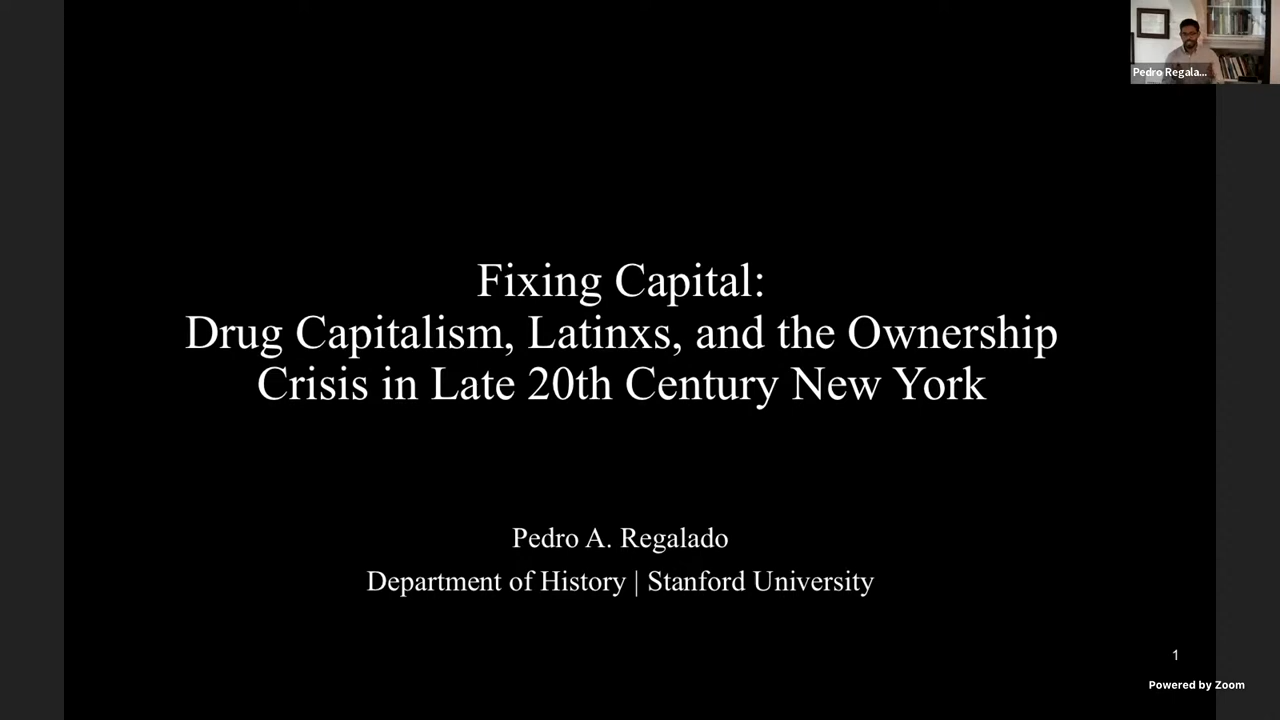 Pedro Regala...
Fixing Capital:
Drug Capitalism, Latinxs, and the Ownership
Crisis in Late 20th Century New York
Pedro A. Regalado
Department of History | Stanford University
1
Powered by Zoom